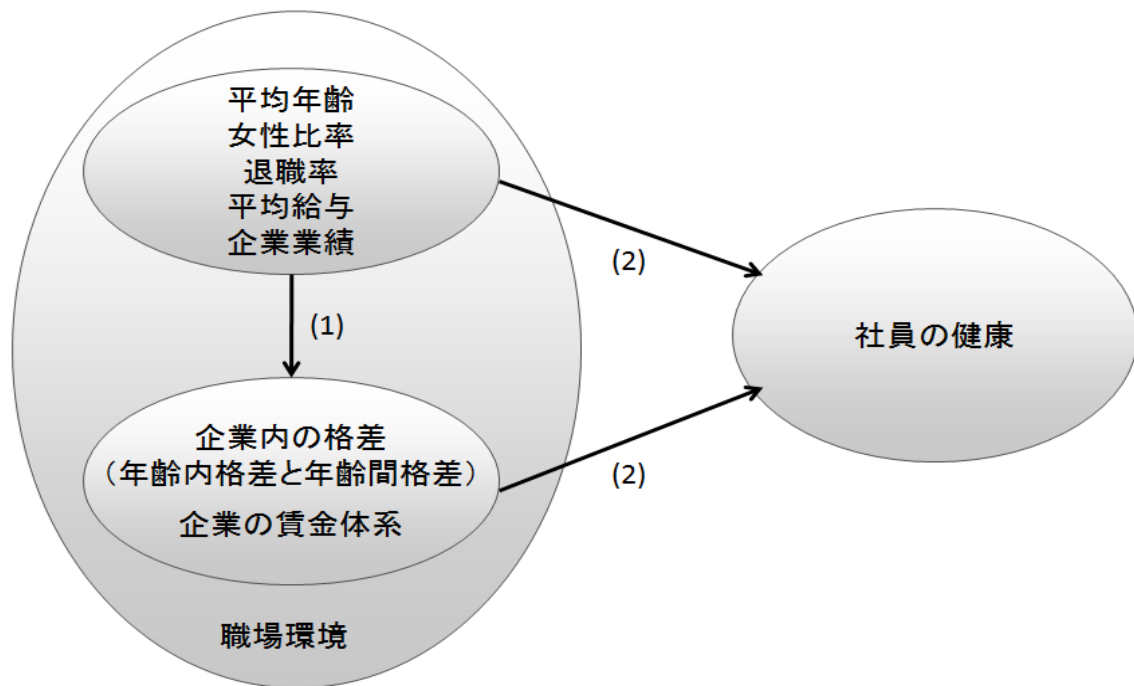 平均年齢
女性比率
退職率
平均給与
企業業績
(2)
(1)
社員の健康
企業内の格差
（年齢内格差と年齢間格差）
(2)
企業の賃金体系
職場環境